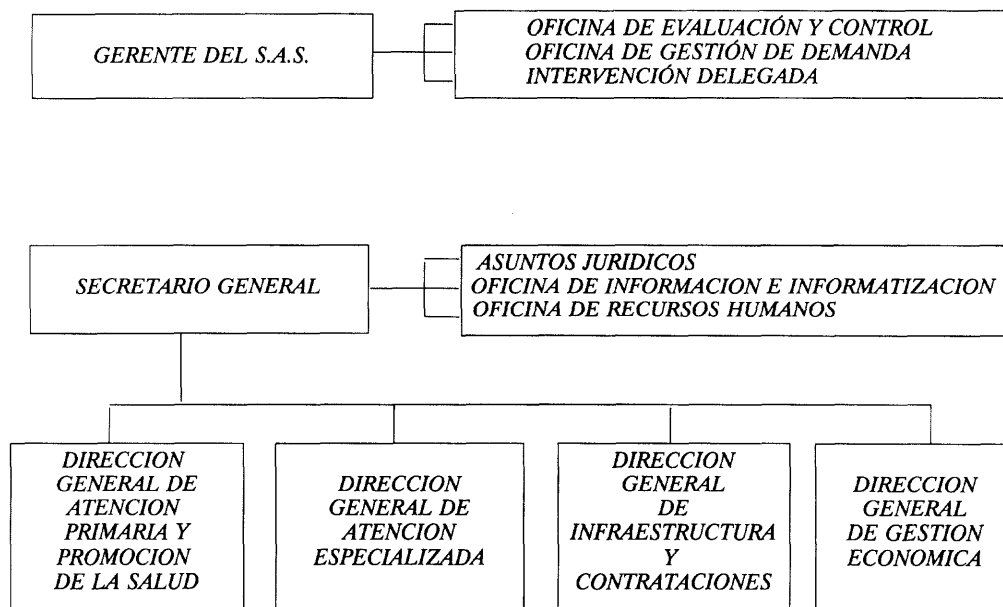 GERENTE DEL S.A.S.
OFICINA DE EVALUACIÓN Y CONTROL
OFICINA DE GESTIÓN DE DEMANDA
INTERVENCIÓN DELEGADA
SECRETARIO GENERAL
ASUNTOS JURIDICOS
OFICINA DE INFORMACION E INFORMATIZACION
OFICINA DE RECURSOS HUMANOS
DIRECCION
GENERAL DE
ATENCION
PRIMARIA Y
PROMOCION
DE LA SALUD
DIRECCION
GENERAL DE
ATENCION
ESPECIALIZADA
DIRECCION
GENERAL
DE
INFRAESTRUCTURA
Y
CONTRATACIONES
DIRECCION
GENERAL
DE GESTION
ECONOMICA